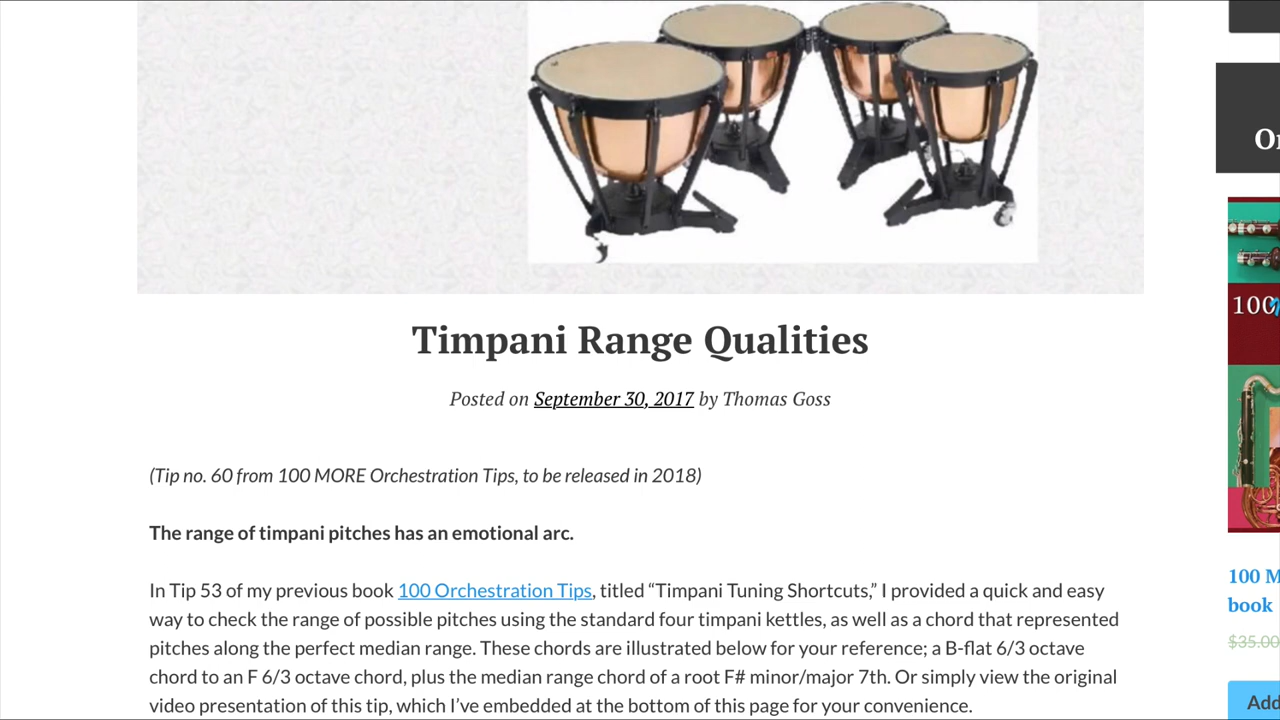 Timpani Range Qualities
Posted on September 30, 2017 by Thomas Goss
(Tip no. 60 from 100 MORE Orchestration Tips, to be released in 2018)
The range of timpani pitches has an emotional arc.
In Tip 53 of my previous book 100 Orchestration Tips, titled “Timpani Tuning Shortcuts,” I provided a quick and easy
way to check the range of possible pitches using the standard four timpani kettles, as well as a chord that represented
pitches along the perfect median range. These chords are illustrated below for your reference; a B-flat 6/3 octave
chord to an F 6/3 octave chord, plus the median range chord of a root F# minor/major 7th. Or simply view the original
video presentation of this tip, which I’ve embedded at the bottom of this page for your convenience.
100
100 M
book
$35.00
Add